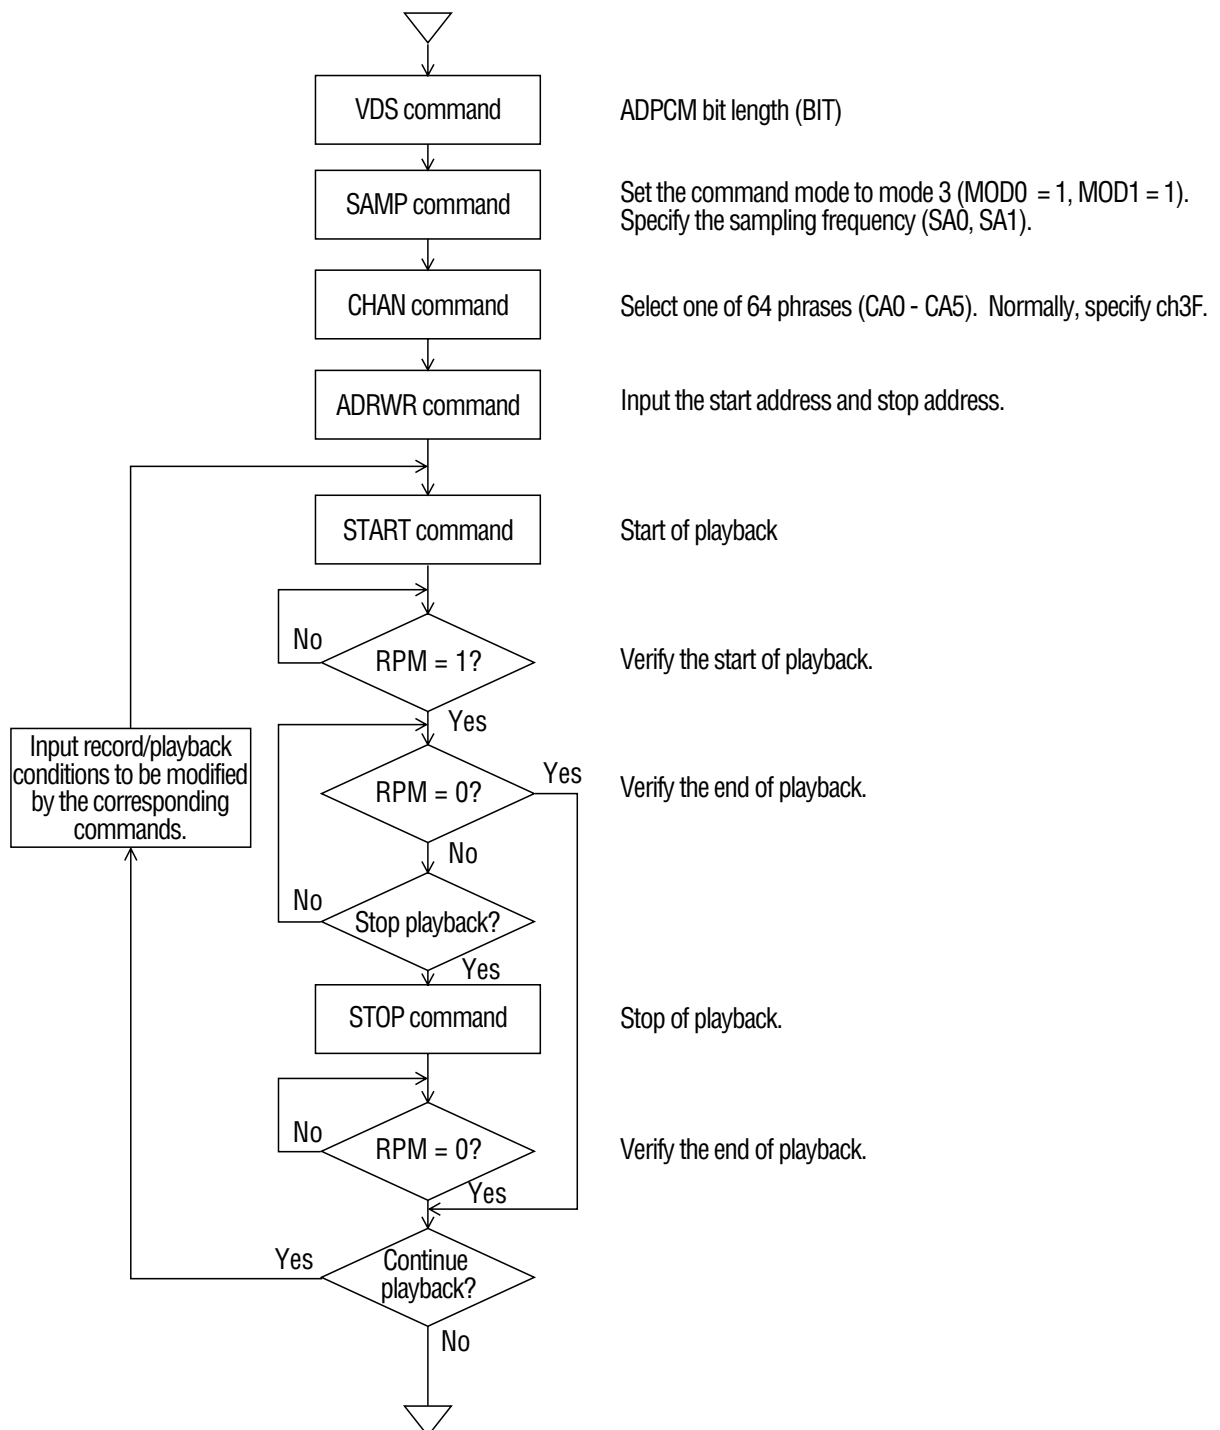 VDS command
ADPCM bit length (BIT)
SAMP command
Set the command mode to mode 3 (MOD0 = 1, MOD1 = 1).
Specify the sampling frequency (SA0, SA1).
CHAN command
Select one of 64 phrases (CA0 - CA5). Normally, specify ch3F.
ADRWR command
Input the start address and stop address.
START command
Start of playback
No
RPM = 1?
Verify the start of playback.
Yes
Input record/playback
conditions to be modified
by the corresponding
commands.
RPM = 0?
Yes
Verify the end of playback.
No
No
Stop playback?
Yes
STOP command
Stop of playback.
No
RPM = 0?
Verify the end of playback.
Yes
Yes
Continue
playback?
No